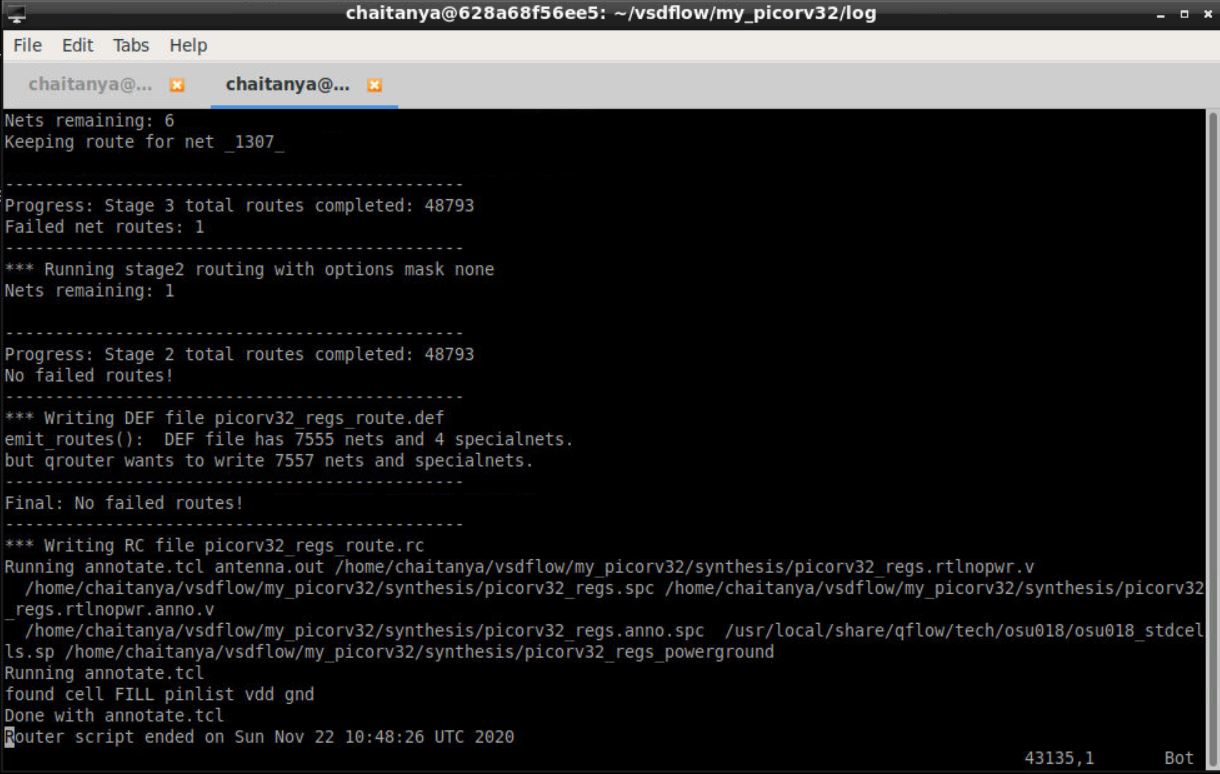 chaitanya@628a68f56ee5: ~/vsdflow/my_picorv32/log
File Edit Tabs Help
chaitanya@... chaitanya@...
Nets remaining: 6
Keeping route for net _1307_
----------------------------------------------
Progress: Stage 3 total routes completed: 48793
Failed net routes: 1
----------------------------------------------
*** Running stage2 routing with options mask none
Nets remaining: 1
----------------------------------------------
Progress: Stage 2 total routes completed: 48793
No failed routes!
----------------------------------------------
*** Writing DEF file picorv32_regs_route.def
emit_routes():  DEF file has 7555 nets and 4 specialnets.
but qrouter wants to write 7557 nets and specialnets.
----------------------------------------------
Final: No failed routes!
----------------------------------------------
*** Writing RC file picorv32_regs_route.rc
Running annotate.tcl antenna.out /home/chaitanya/vsdflow/my_picorv32/synthesis/picorv32_regs.rtlnopwr.v
  /home/chaitanya/vsdflow/my_picorv32/synthesis/picorv32_regs.spc /home/chaitanya/vsdflow/my_picorv32/synthesis/picorv32
_regs.rtlnopwr.anno.v
  /home/chaitanya/vsdflow/my_picorv32/synthesis/picorv32_regs.anno.spc  /usr/local/share/qflow/tech/osu018/osu018_stdcel
ls.sp /home/chaitanya/vsdflow/my_picorv32/synthesis/picorv32_regs_powerground
Running annotate.tcl
found cell FILL pinlist vdd gnd
Done with annotate.tcl
Router script ended on Sun Nov 22 10:48:26 UTC 2020
43135,1 Bot